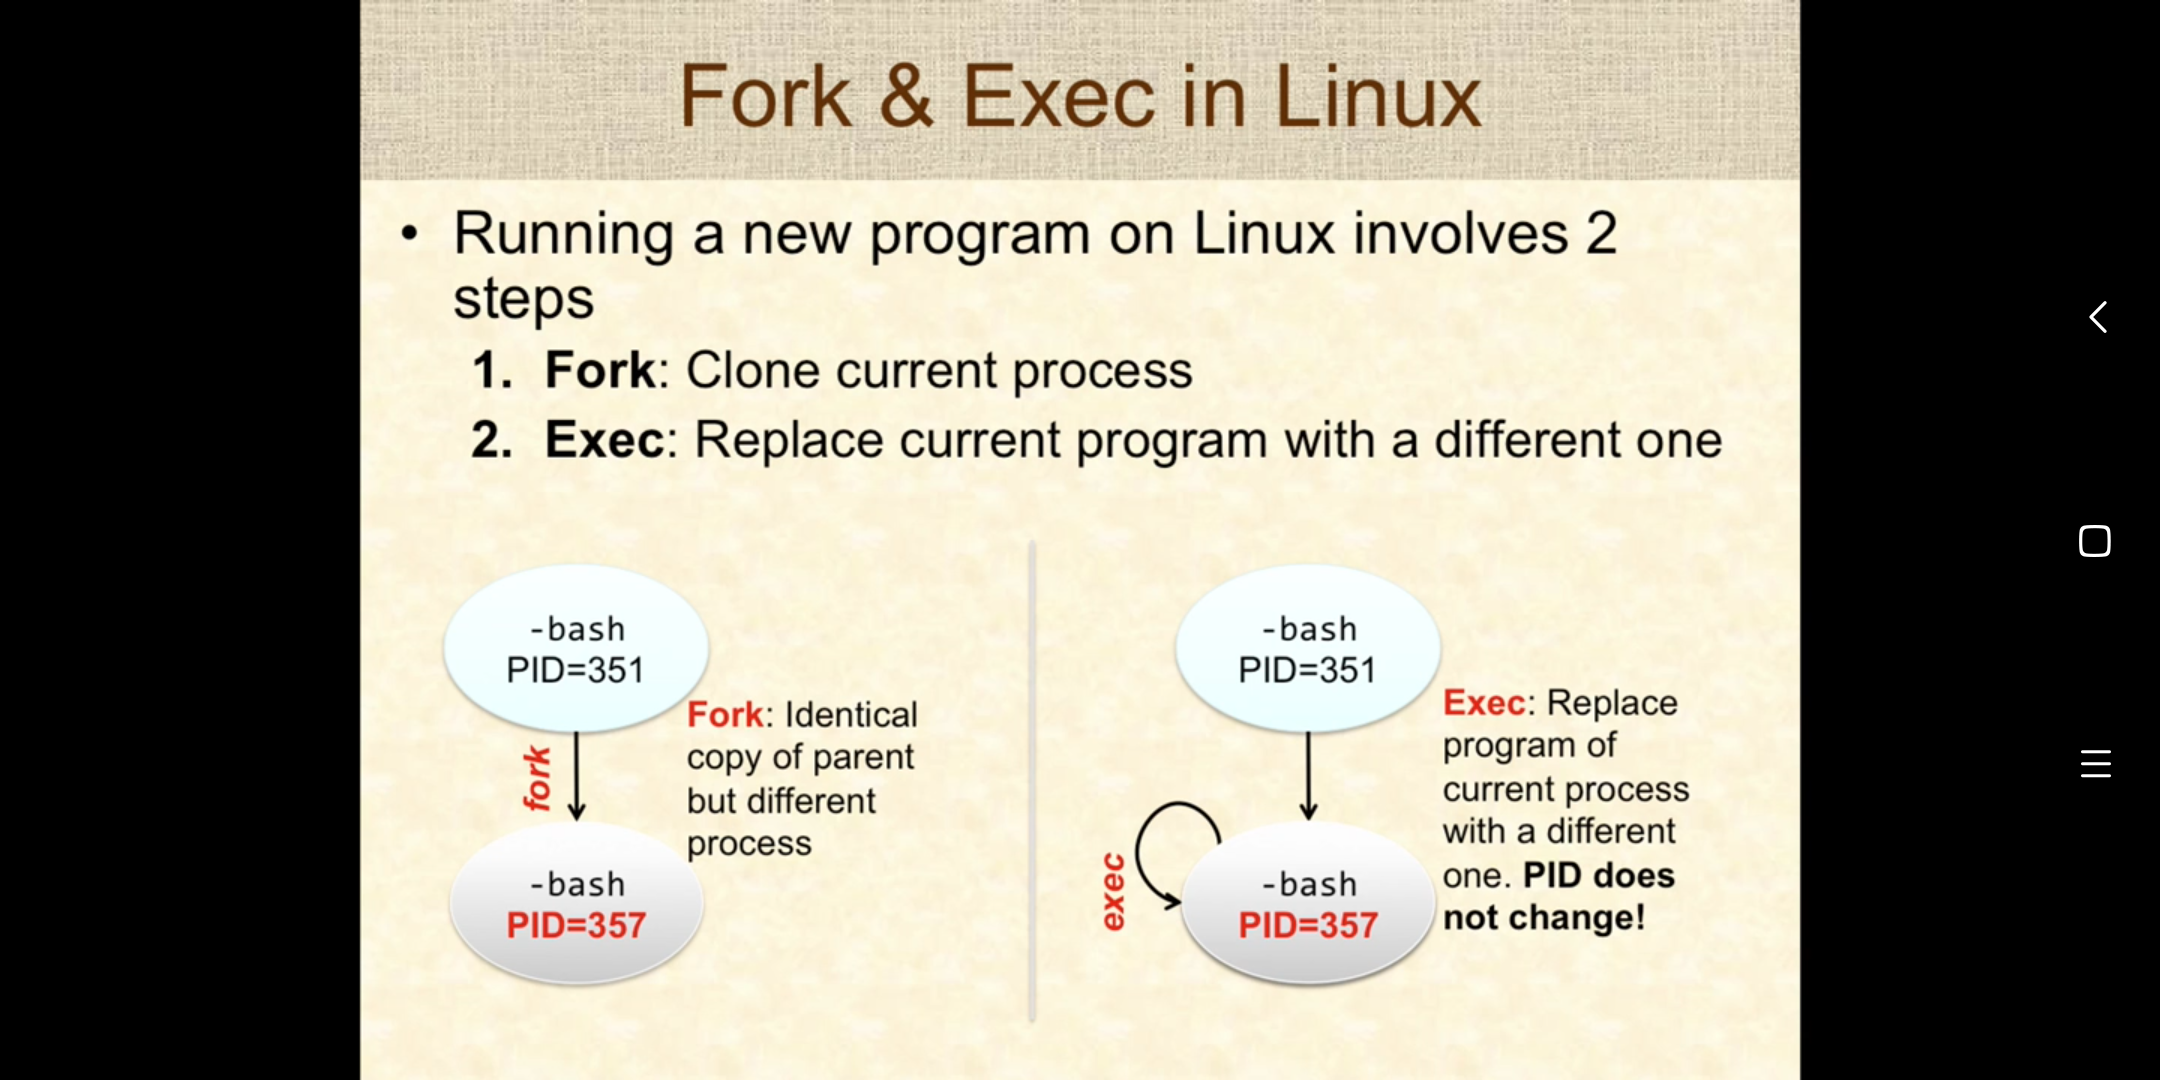 Fork & Exec in Linux
• Running a new program on Linux involves 2
steps
1. Fork: Clone current process
2. Exec: Replace current program with a different one
-bash
PID=351
fork
Fork: Identical
copy of parent
but different
process
-bash
PID=357
-bash
PID=351
exec
Exec: Replace
program of
current process
with a different
one. PID does
not change!
-bash
PID=357